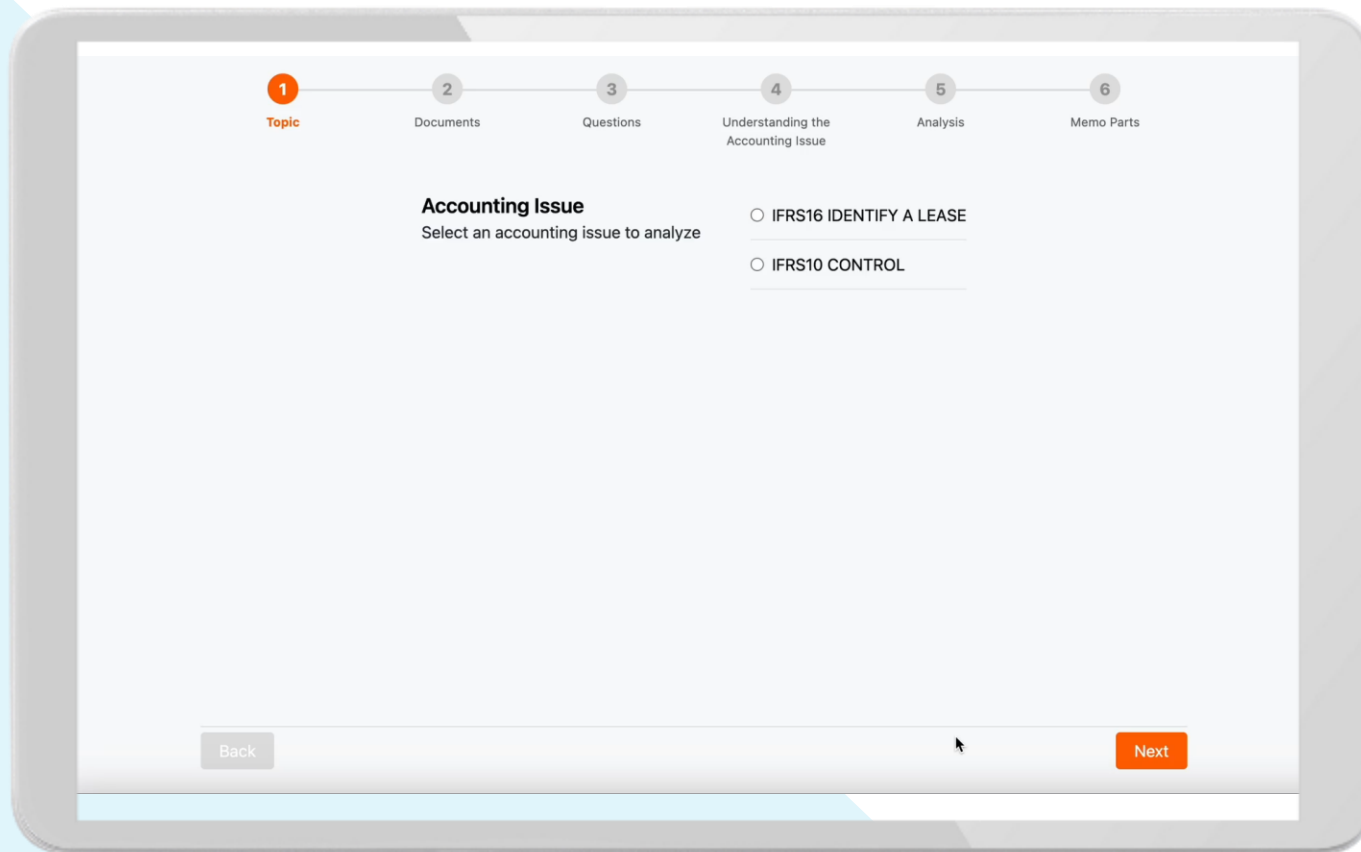 1
2
3
4
5
6
Topic
Documents
Questions
Understanding the
Accounting Issue
Analysis
Memo Parts
Accounting Issue
Select an accounting issue to analyze
IFRS16 IDENTIFY A LEASE
IFRS10 CONTROL
Back
Next